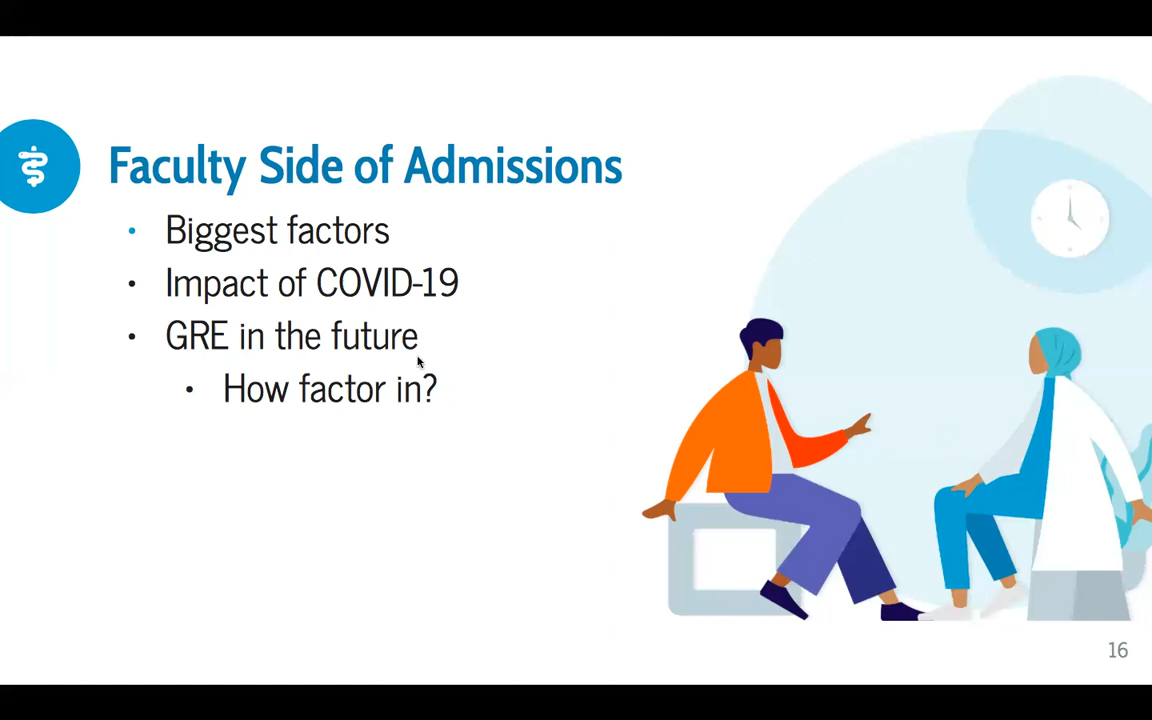 Faculty Side of Admissions
• Biggest factors
• Impact of COVID-19
• GRE in the future
• How factor in?
16